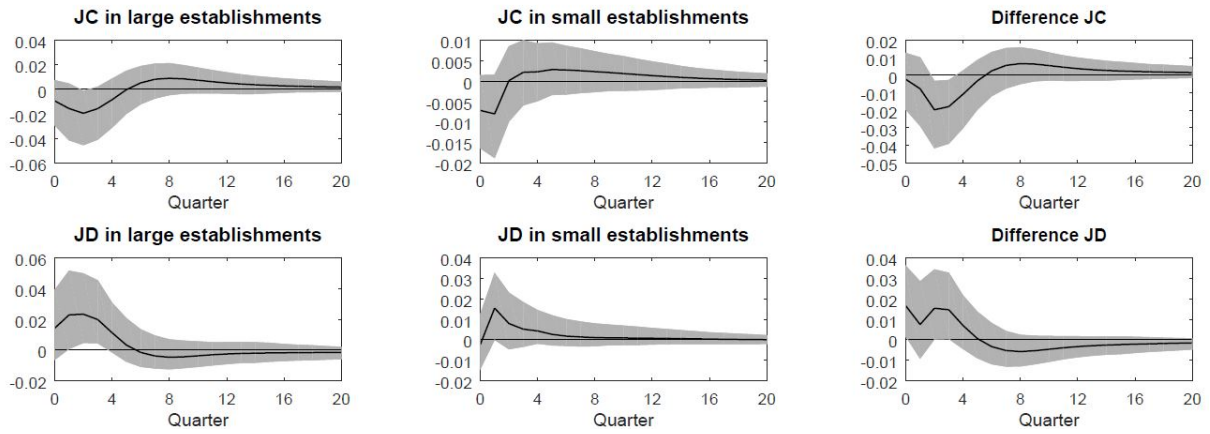 JC in large establishments
0.04
0.02
0
-0.02
-0.04
-0.06
0 4 8 12 16 20
Quarter
JC in small establishments
0.01
0.005
0
-0.005
-0.01
-0.015
-0.02
0 4 8 12 16 20
Quarter
Difference JC
0.02
0.01
0
-0.01
-0.02
-0.03
-0.04
-0.05
0 4 8 12 16 20
Quarter
JD in large establishments
0.06
0.04
0.02
0
-0.02
0 4 8 12 16 20
Quarter
JD in small establishments
0.04
0.03
0.02
0.01
0
-0.01
-0.02
0 4 8 12 16 20
Quarter
Difference JD
0.04
0.03
0.02
0.01
0
-0.01
-0.02
0 4 8 12 16 20
Quarter